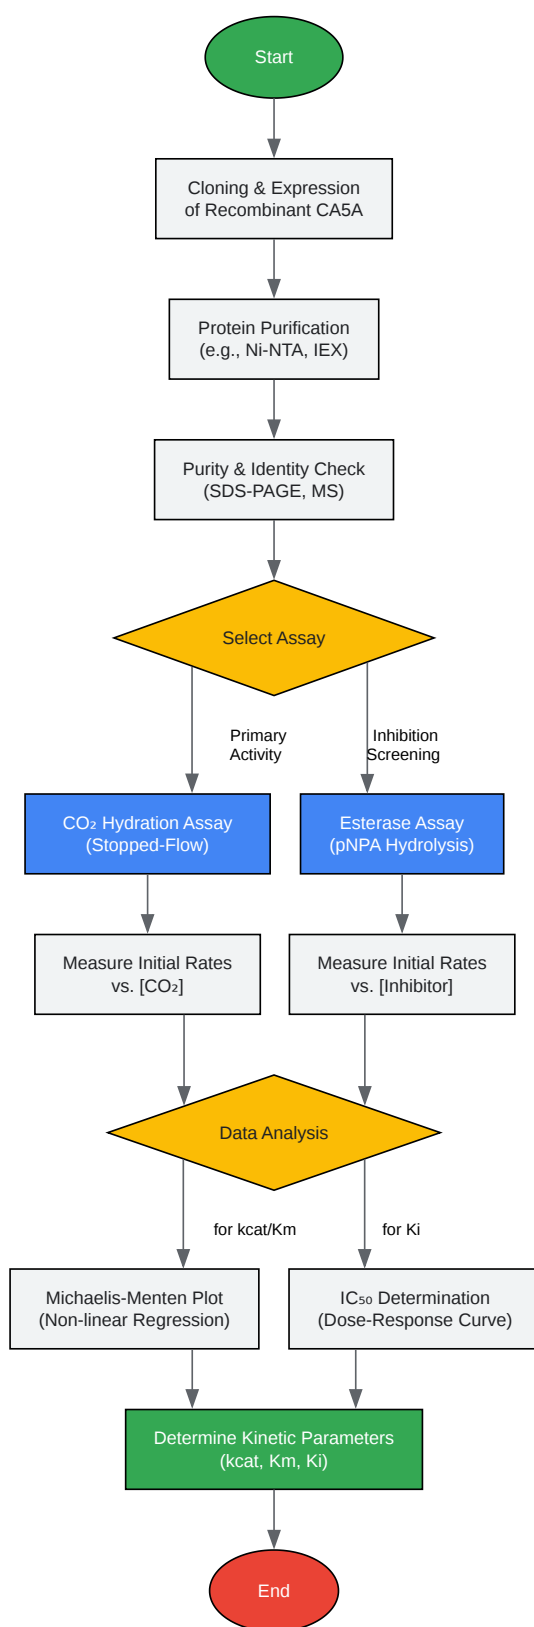 Start
Cloning & Expression
of Recombinant CA5A
Protein Purification
(e.g., Ni-NTA, IEX)
Purity & Identity Check
(SDS-PAGE, MS)
Select Assay
Primary
Activity
Inhibition
Screening
CO₂ Hydration Assay
(Stopped-Flow)
Esterase Assay
(pNPA Hydrolysis)
Measure Initial Rates
vs. [CO₂]
Measure Initial Rates
vs. [Inhibitor]
Data Analysis
for kcat/Km
for Ki
Michaelis-Menten Plot
(Non-linear Regression)
IC₅₀ Determination
(Dose-Response Curve)
Determine Kinetic Parameters
(kcat, Km, Ki)
End